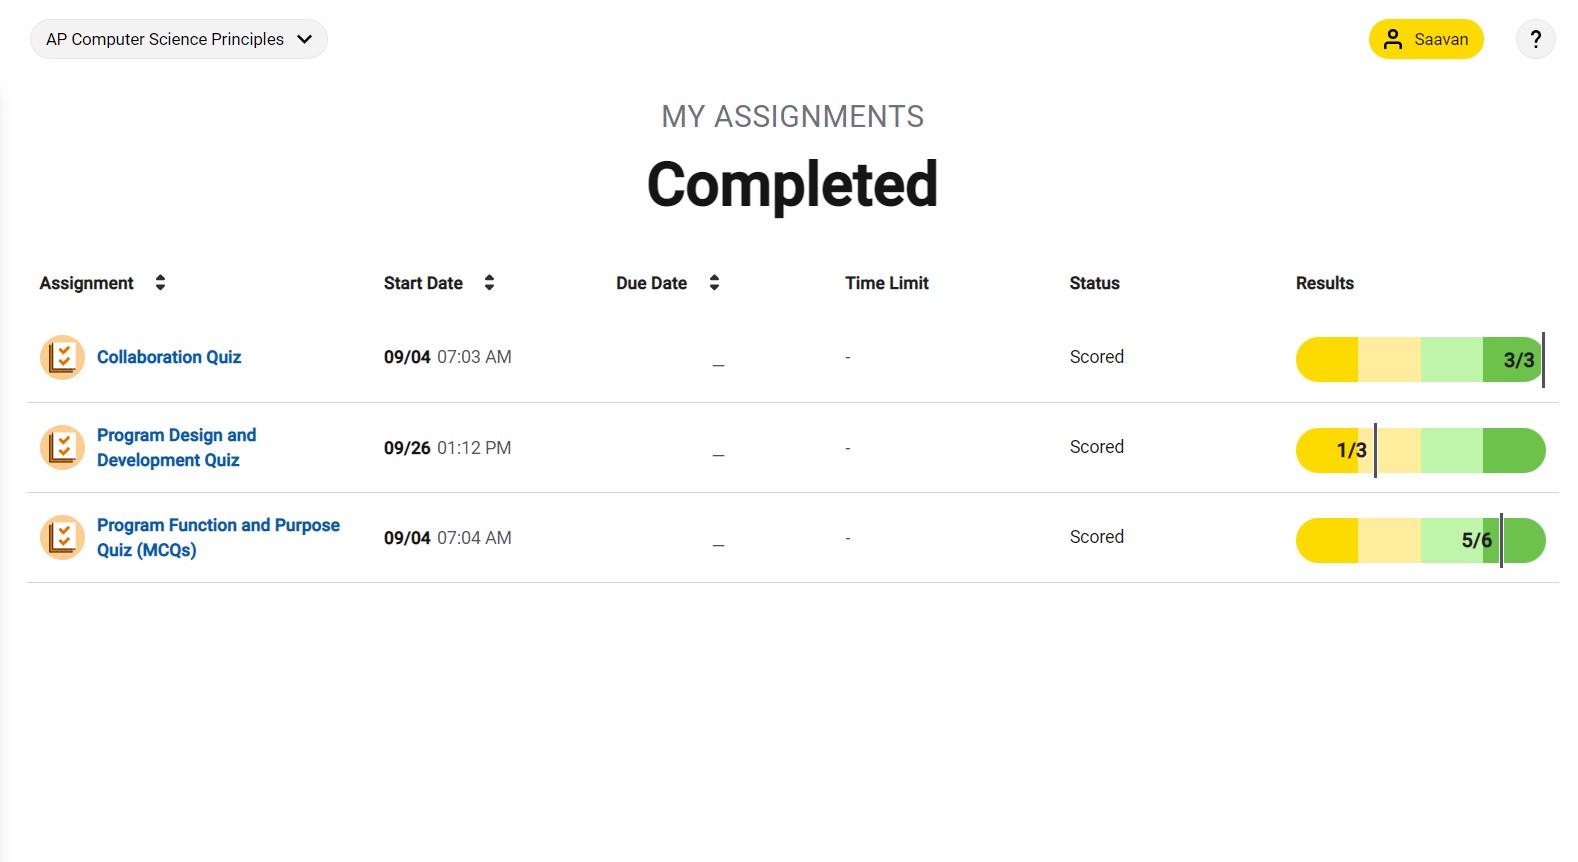 AP Computer Science Principles
Saavan
?
MY ASSIGNMENTS
Completed
Assignment Start Date Due Date Time Limit Status Results
Collaboration Quiz 09/04 07:03 AM _ - Scored 3/3
Program Design and
Development Quiz 09/26 01:12 PM _ - Scored 1/3
Program Function and Purpose
Quiz (MCQs) 09/04 07:04 AM _ - Scored 5/6